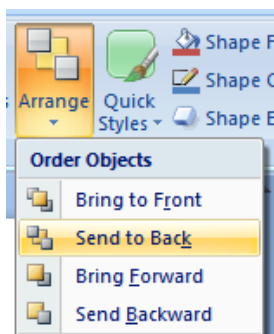 Shape F
Shape O
Arrange Quick
Styles Shape E
Order Objects
Bring to Front
Send to Back
Bring Forward
Send Backward